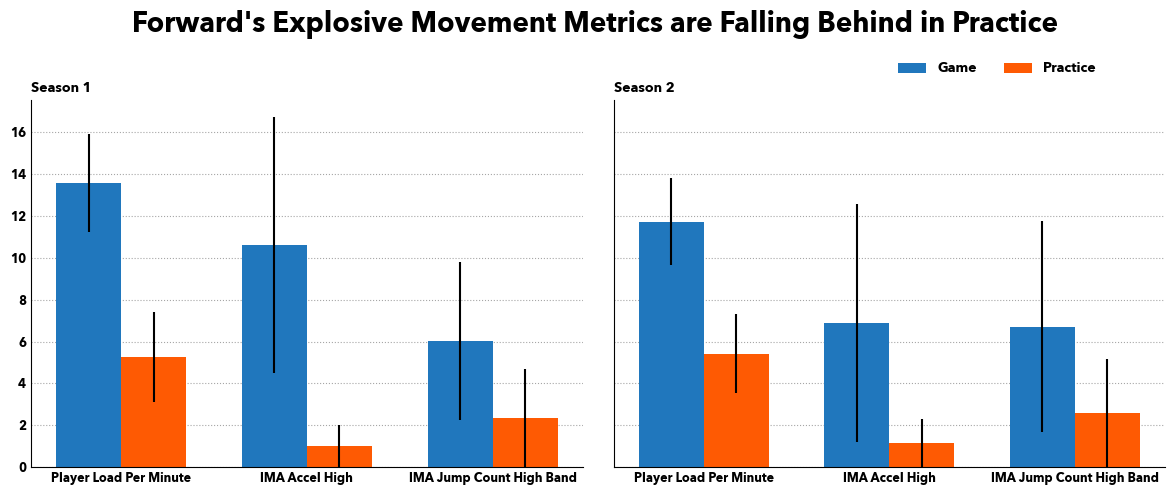 Forward's Explosive Movement Metrics are Falling Behind in Practice
Game Practice
Season 1
Season 2
16
14
12
10
8
6
4
2
0
Player Load Per Minute IMA Accel High IMA Jump Count High Band
Player Load Per Minute IMA Accel High IMA Jump Count High Band